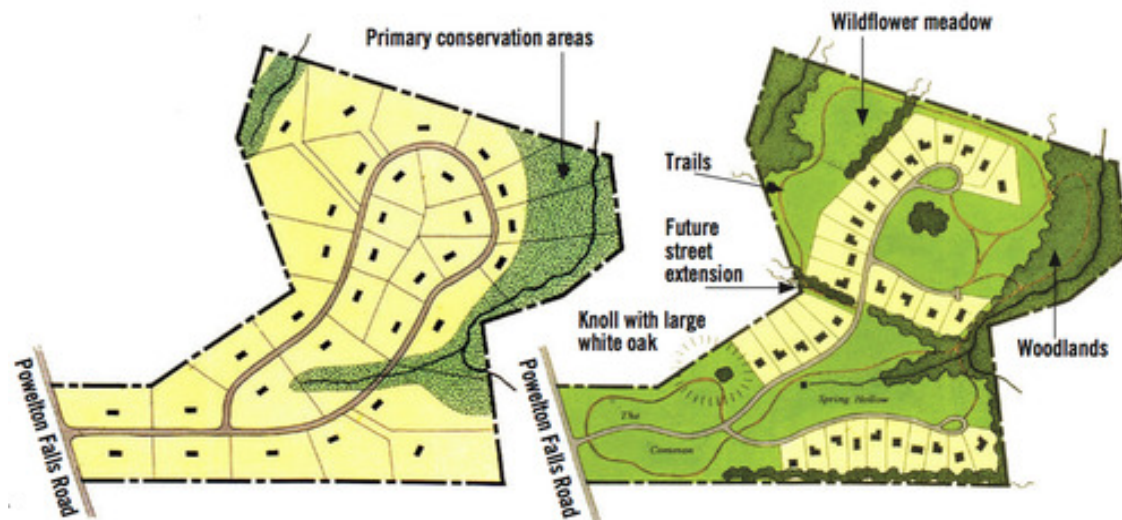 Primary conservation areas
Powelton Falls Road
Wildflower meadow
Trails
Future
street
extension
Knoll with large
white oak
Woodlands
Spring Hollow
The
Common
Powelton Falls Road